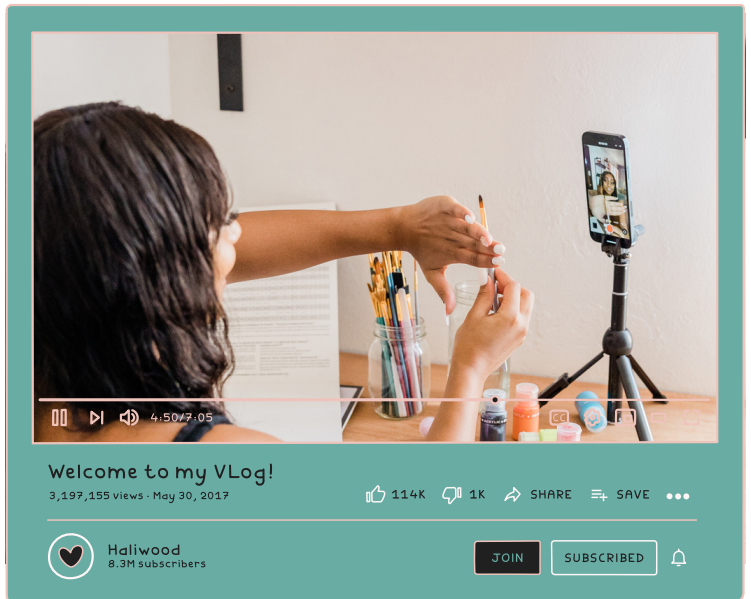 4:50/7:05
CC
Welcome to my VLog!
3,197,155 views · May 30, 2017
114K 1K SHARE SAVE
Haliwood
8.3M subscribers
JOIN SUBSCRIBED